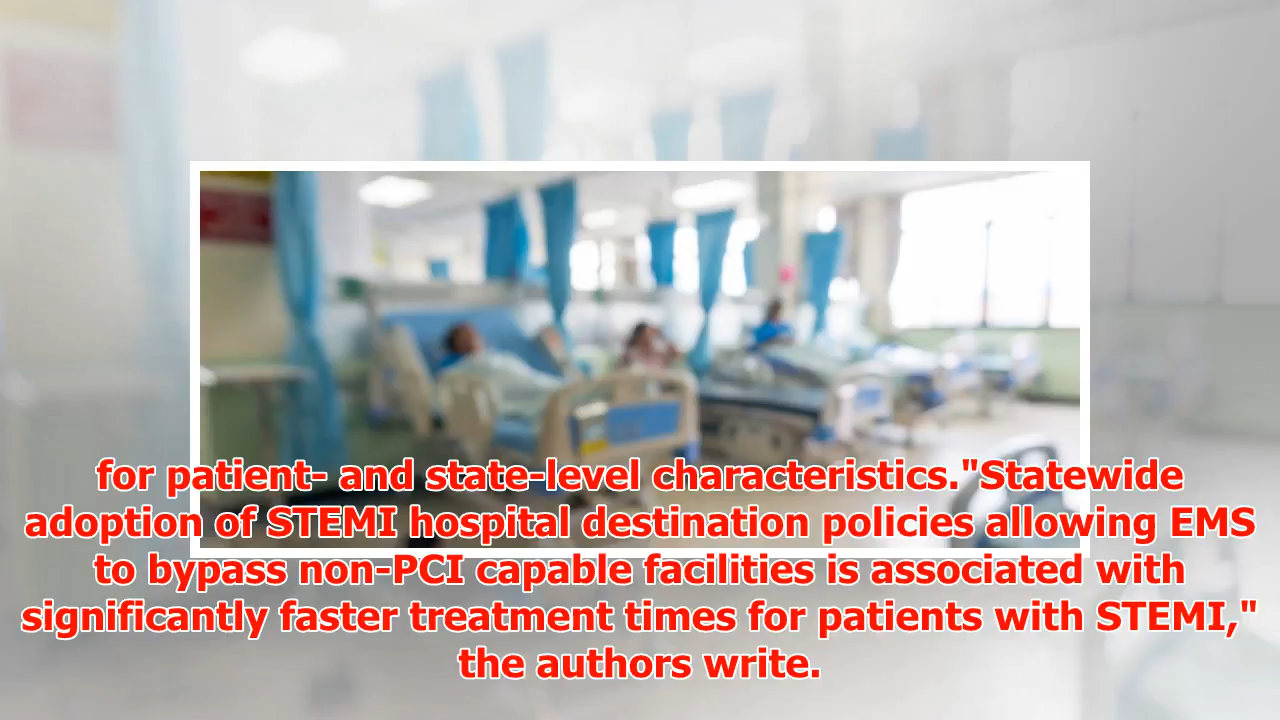 for patient- and state-level characteristics."Statewide
adoption of STEMI hospital destination policies allowing EMS
to bypass non-PCI capable facilities is associated with
significantly faster treatment times for patients with STEMI,"
the authors write.